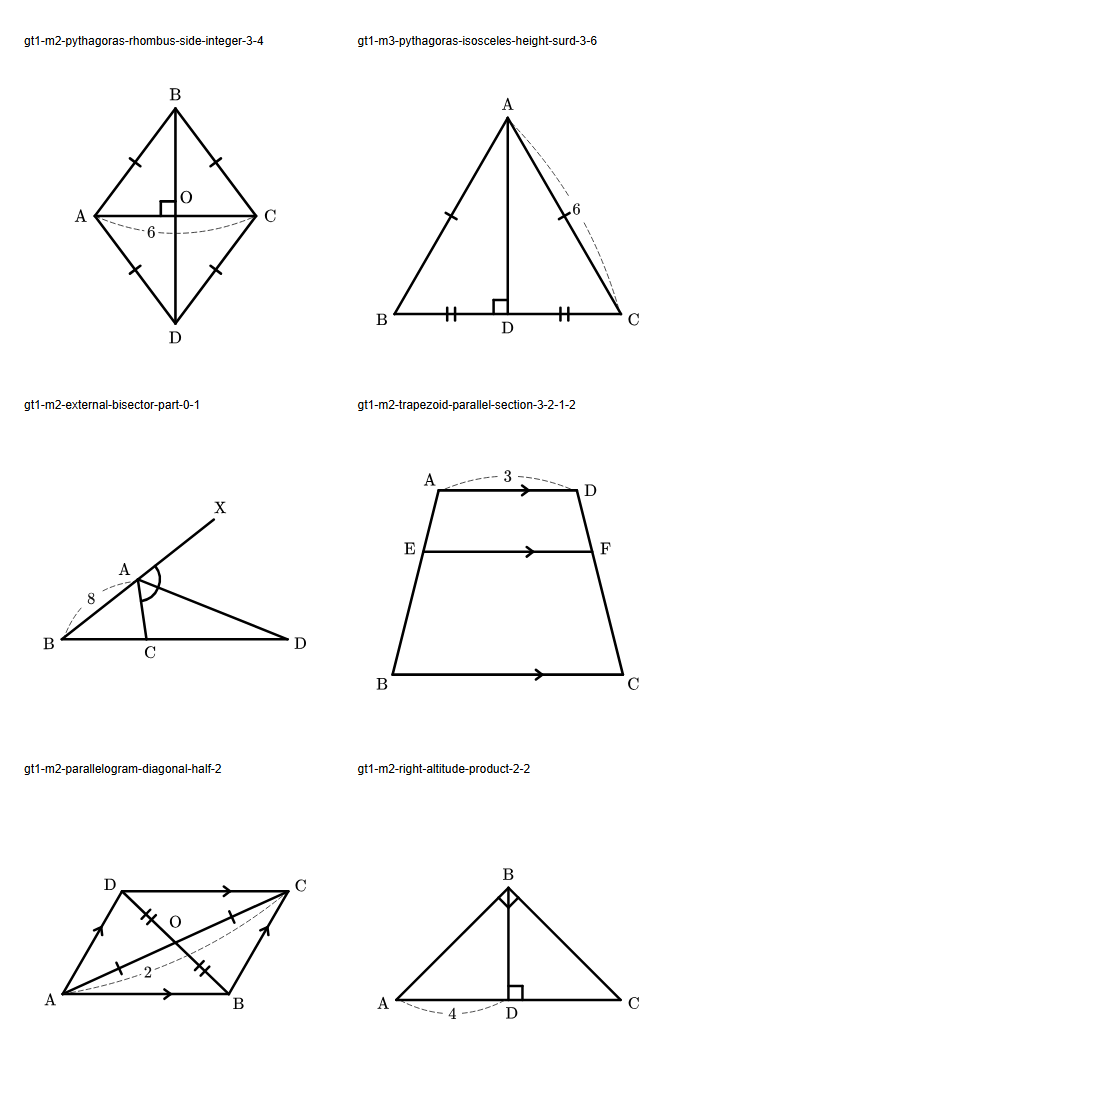 gt1-m2-pythagoras-rhombus-side-integer-3-4
B
O
A
C
6
D
gt1-m3-pythagoras-isosceles-height-surd-3-6
A
6
B
D
C
gt1-m2-external-bisector-part-0-1
X
A
8
B
C
D
gt1-m2-trapezoid-parallel-section-3-2-1-2
A
3
D
E
F
B
C
gt1-m2-parallelogram-diagonal-half-2
D
C
O
2
A
B
gt1-m2-right-altitude-product-2-2
B
A
4
D
C